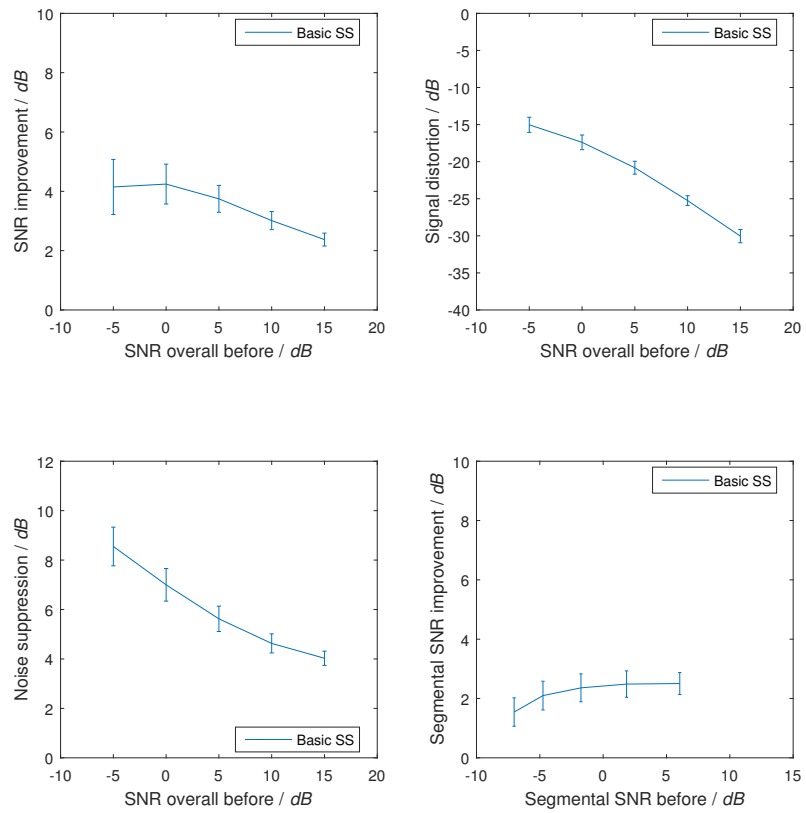 Basic SS
SNR improvement / dB
10
8
6
4
2
0
-10 -5 0 5 10 15 20
SNR overall before / dB
Basic SS
Signal distortion / dB
0
-5
-10
-15
-20
-25
-30
-35
-40
-10 -5 0 5 10 15 20
SNR overall before / dB
Noise suppression / dB
12
10
8
6
4
2
0
Basic SS
-10 -5 0 5 10 15 20
SNR overall before / dB
Basic SS
Segmental SNR improvement / dB
10
8
6
4
2
0
-10 -5 0 5 10 15
Segmental SNR before / dB